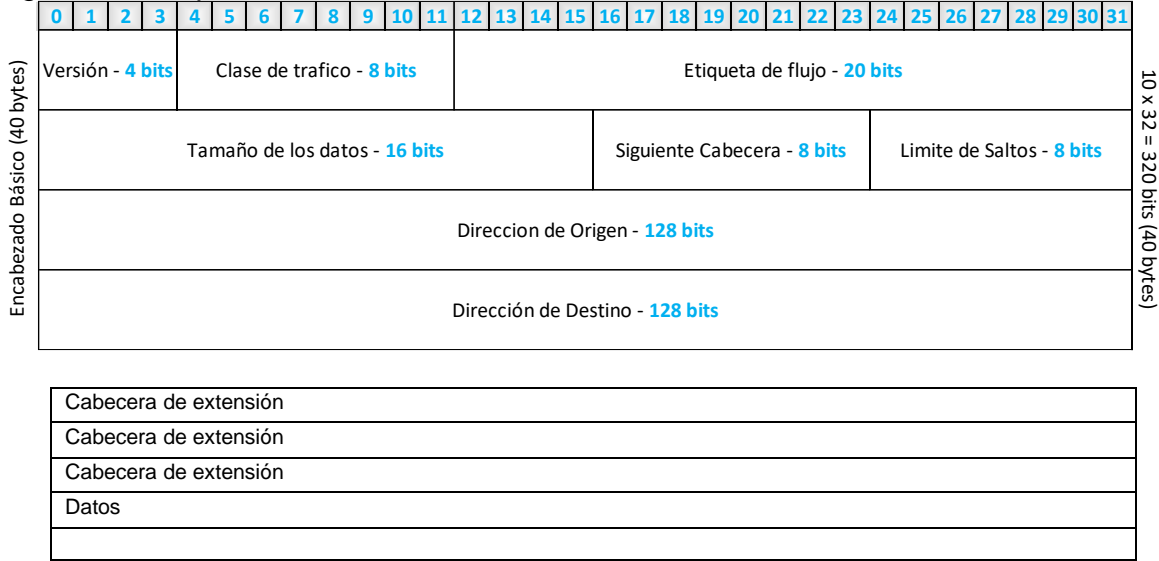 0 1 2 3 4 5 6 7 8 9 10 11 12 13 14 15 16 17 18 19 20 21 22 23 24 25 26 27 28 29 30 31
Versión - 4 bits Clase de trafico - 8 bits Etiqueta de flujo - 20 bits
Tamaño de los datos - 16 bits Siguiente Cabecera - 8 bits Limite de Saltos - 8 bits
Direccion de Origen - 128 bits
Dirección de Destino - 128 bits
Encabezado Básico (40 bytes)
10 x 32 = 320 bits (40 bytes)
Cabecera de extensión
Cabecera de extensión
Cabecera de extensión
Datos